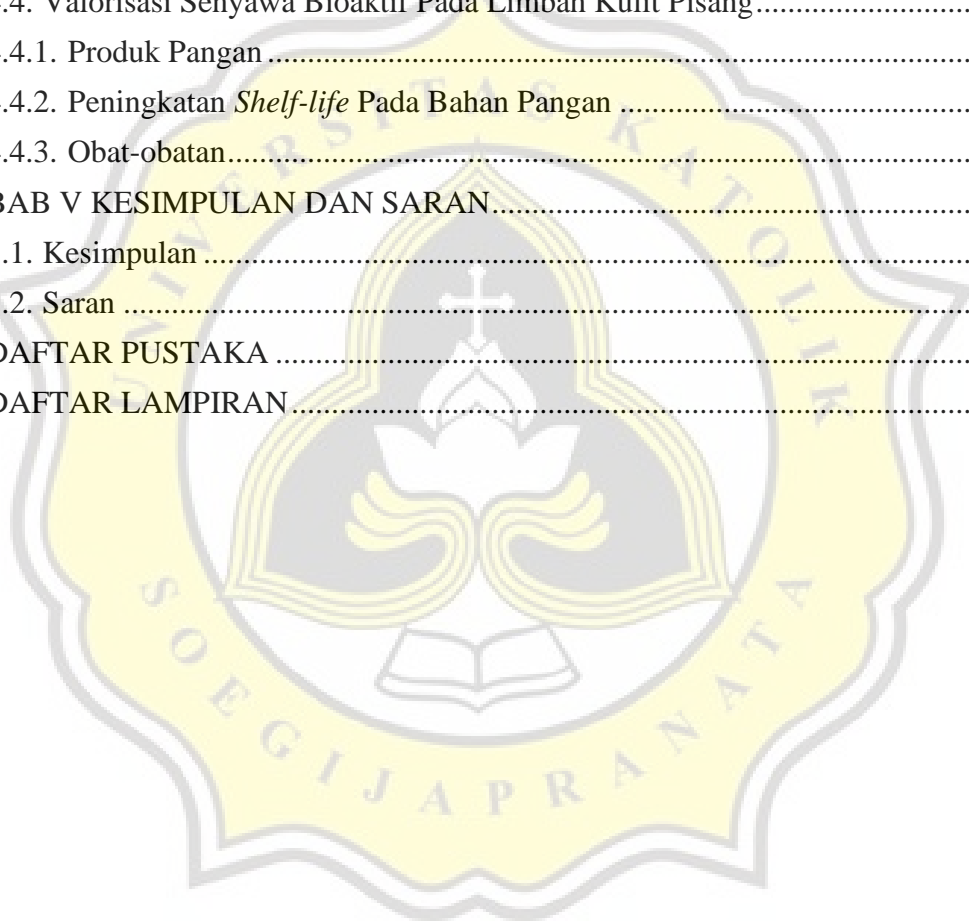 .4. Valorisasi Senyawa Bioaktif Pada Limbah Kulit Pisang....................................
.4.1. Produk Pangan....................................
.4.2. Peningkatan Shelf-life Pada Bahan Pangan ....................................
.4.3. Obat-obatan....................................
BAB V KESIMPULAN DAN SARAN....................................
.1. Kesimpulan ....................................
.2. Saran ....................................
DAFTAR PUSTAKA ....................................
DAFTAR LAMPIRAN....................................
UNIVERSITAS KATOLIK
SOEGIJAPRANATA